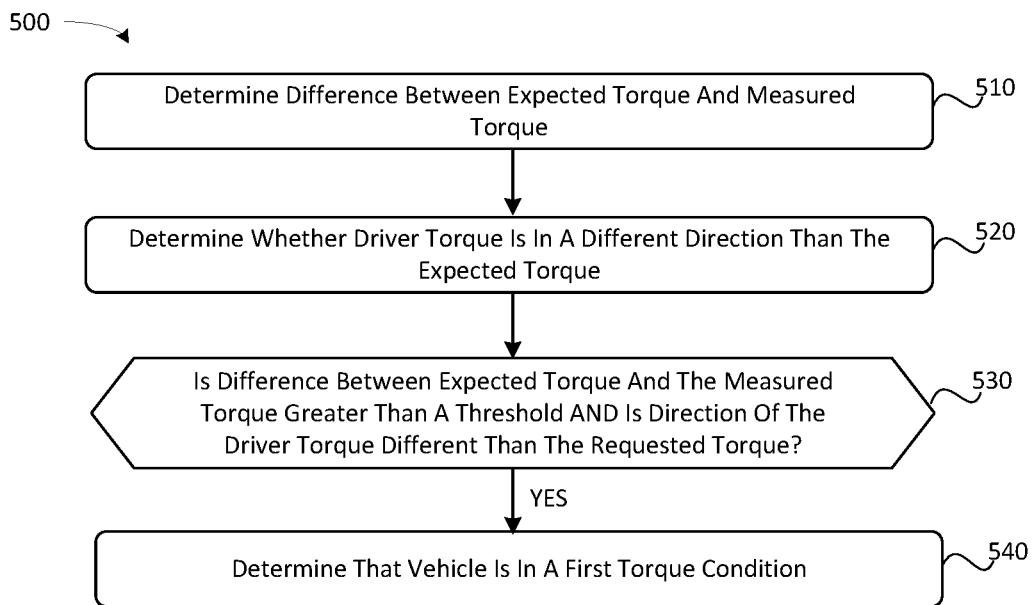 500
Determine Difference Between Expected Torque And Measured
Torque
510
Determine Whether Driver Torque Is In A Different Direction Than The
Expected Torque
520
Is Difference Between Expected Torque And The Measured
Torque Greater Than A Threshold AND Is Direction Of The
Driver Torque Different Than The Requested Torque?
530
YES
Determine That Vehicle Is In A First Torque Condition
540